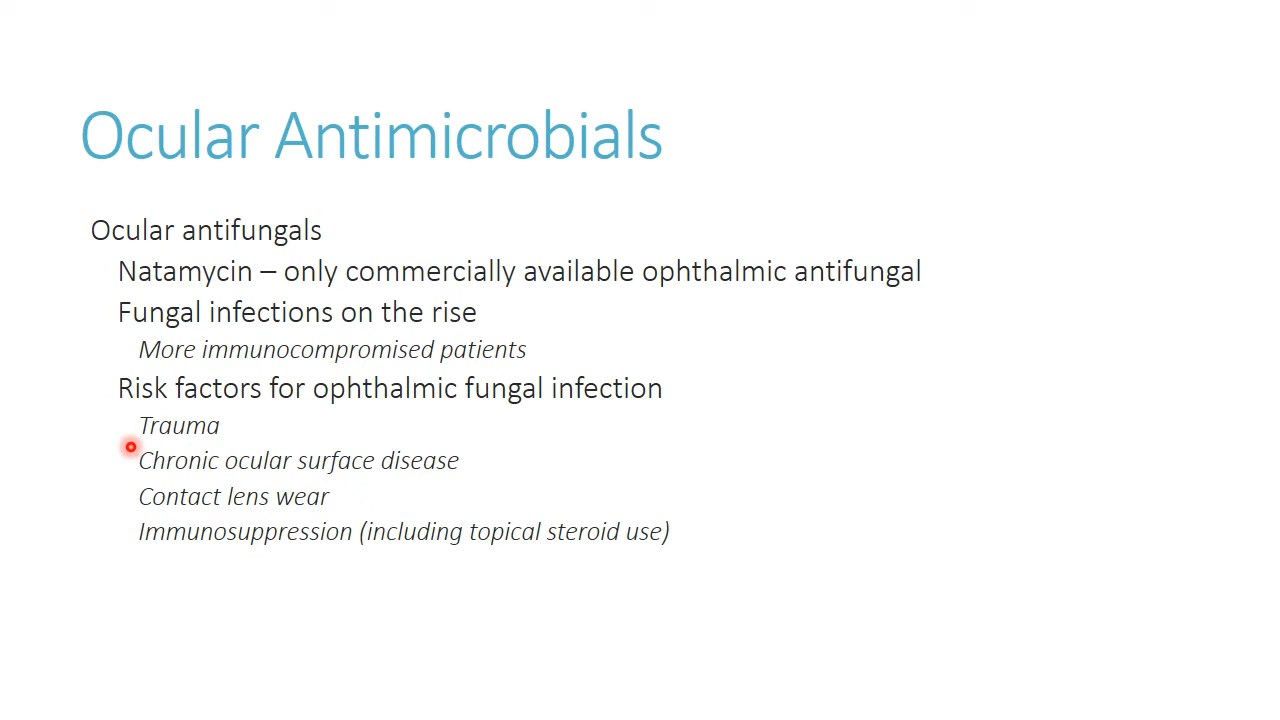 Ocular Antimicrobials
Ocular antifungals
Natamycin – only commercially available ophthalmic antifungal
Fungal infections on the rise
More immunocompromised patients
Risk factors for ophthalmic fungal infection
Trauma
Chronic ocular surface disease
Contact lens wear
Immunosuppression (including topical steroid use)